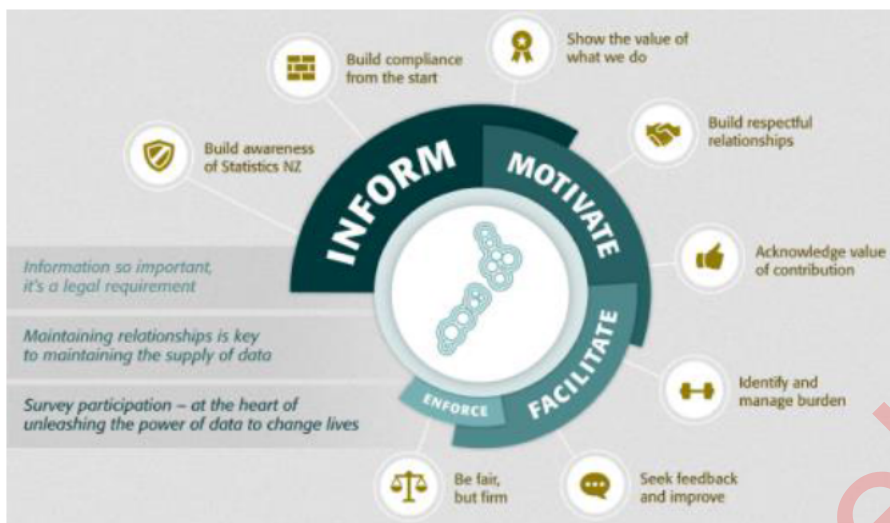 Show the value of
what we do
Build compliance
from the start
Build respectful
relationships
Build awareness
of Statistics NZ
INFORM
MOTIVATE
FACILITATE
ENFORCE
Acknowledge value
of contribution
Information so important,
it's a legal requirement
Maintaining relationships is key
to maintaining the supply of data
Identify and
manage burden
Survey participation – at the heart of
unleashing the power of data to change lives
Be fair,
but firm
Seek feedback
and improve